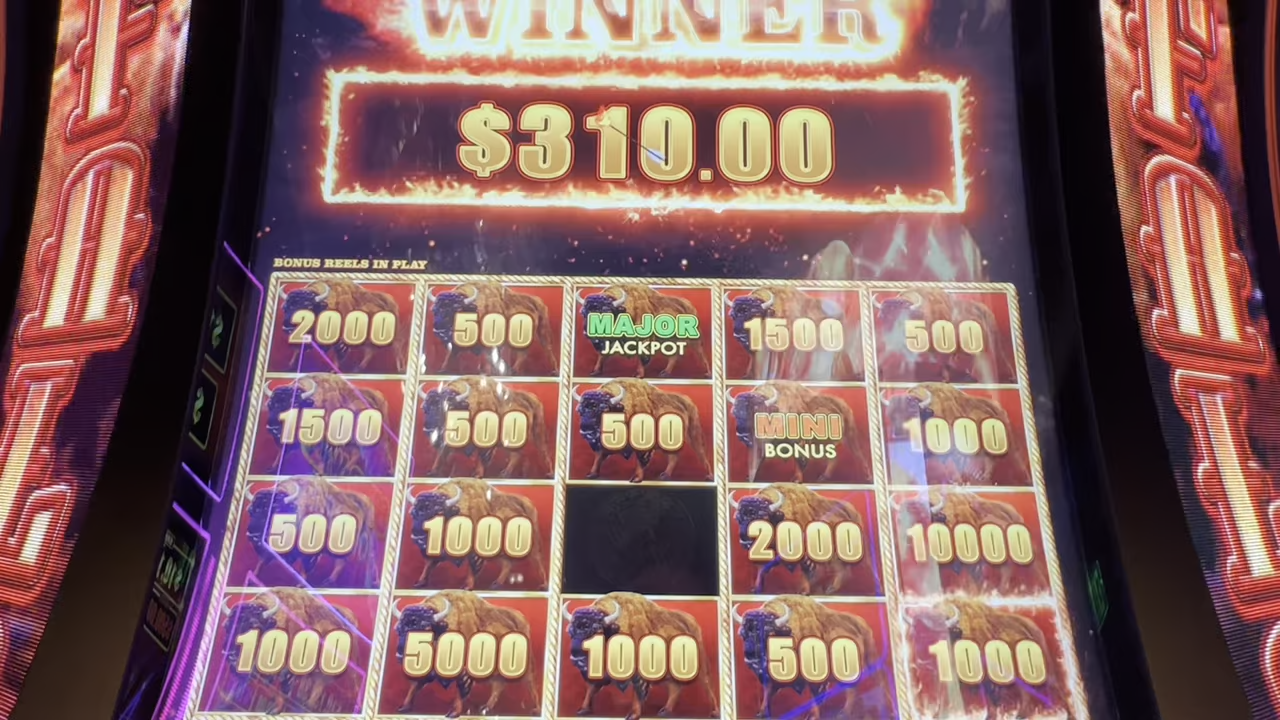 WINNER
$310.00
BONUS REELS IN PLAY
2000 500 MAJOR JACKPOT 1500 500
1500 500 500 MINI BONUS 1000
500 1000 2000 10000
1000 5000 1000 500 1000